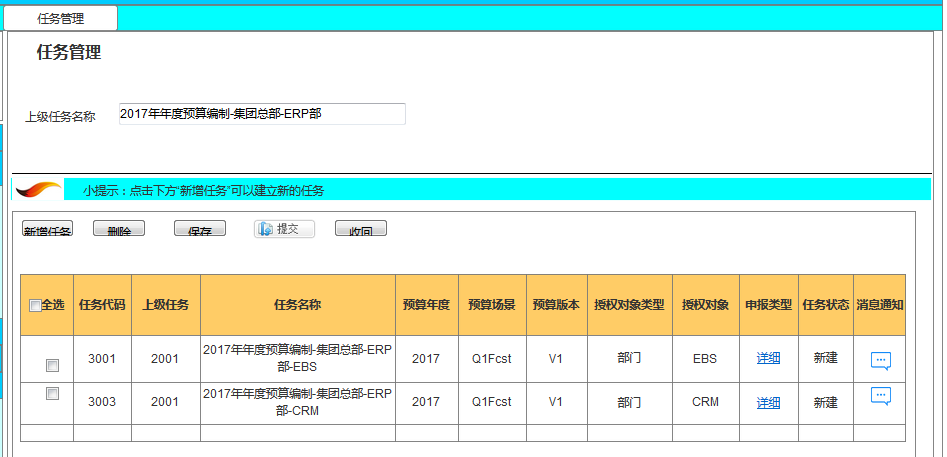 任务管理
任务管理
上级任务名称 2017年年度预算编制-集团总部-ERP部
小提示：点击下方“新增任务”可以建立新的任务
新增任务 删除 保存 提交 收回
全选 任务代码 上级任务 任务名称 预算年度 预算场景 预算版本 授权对象类型 授权对象 申报类型 任务状态 消息通知
3001 2001 2017年年度预算编制-集团总部-ERP部-EBS 2017 Q1Fcst V1 部门 EBS 详细 新建
3003 2001 2017年年度预算编制-集团总部-ERP部-CRM 2017 Q1Fcst V1 部门 CRM 详细 新建